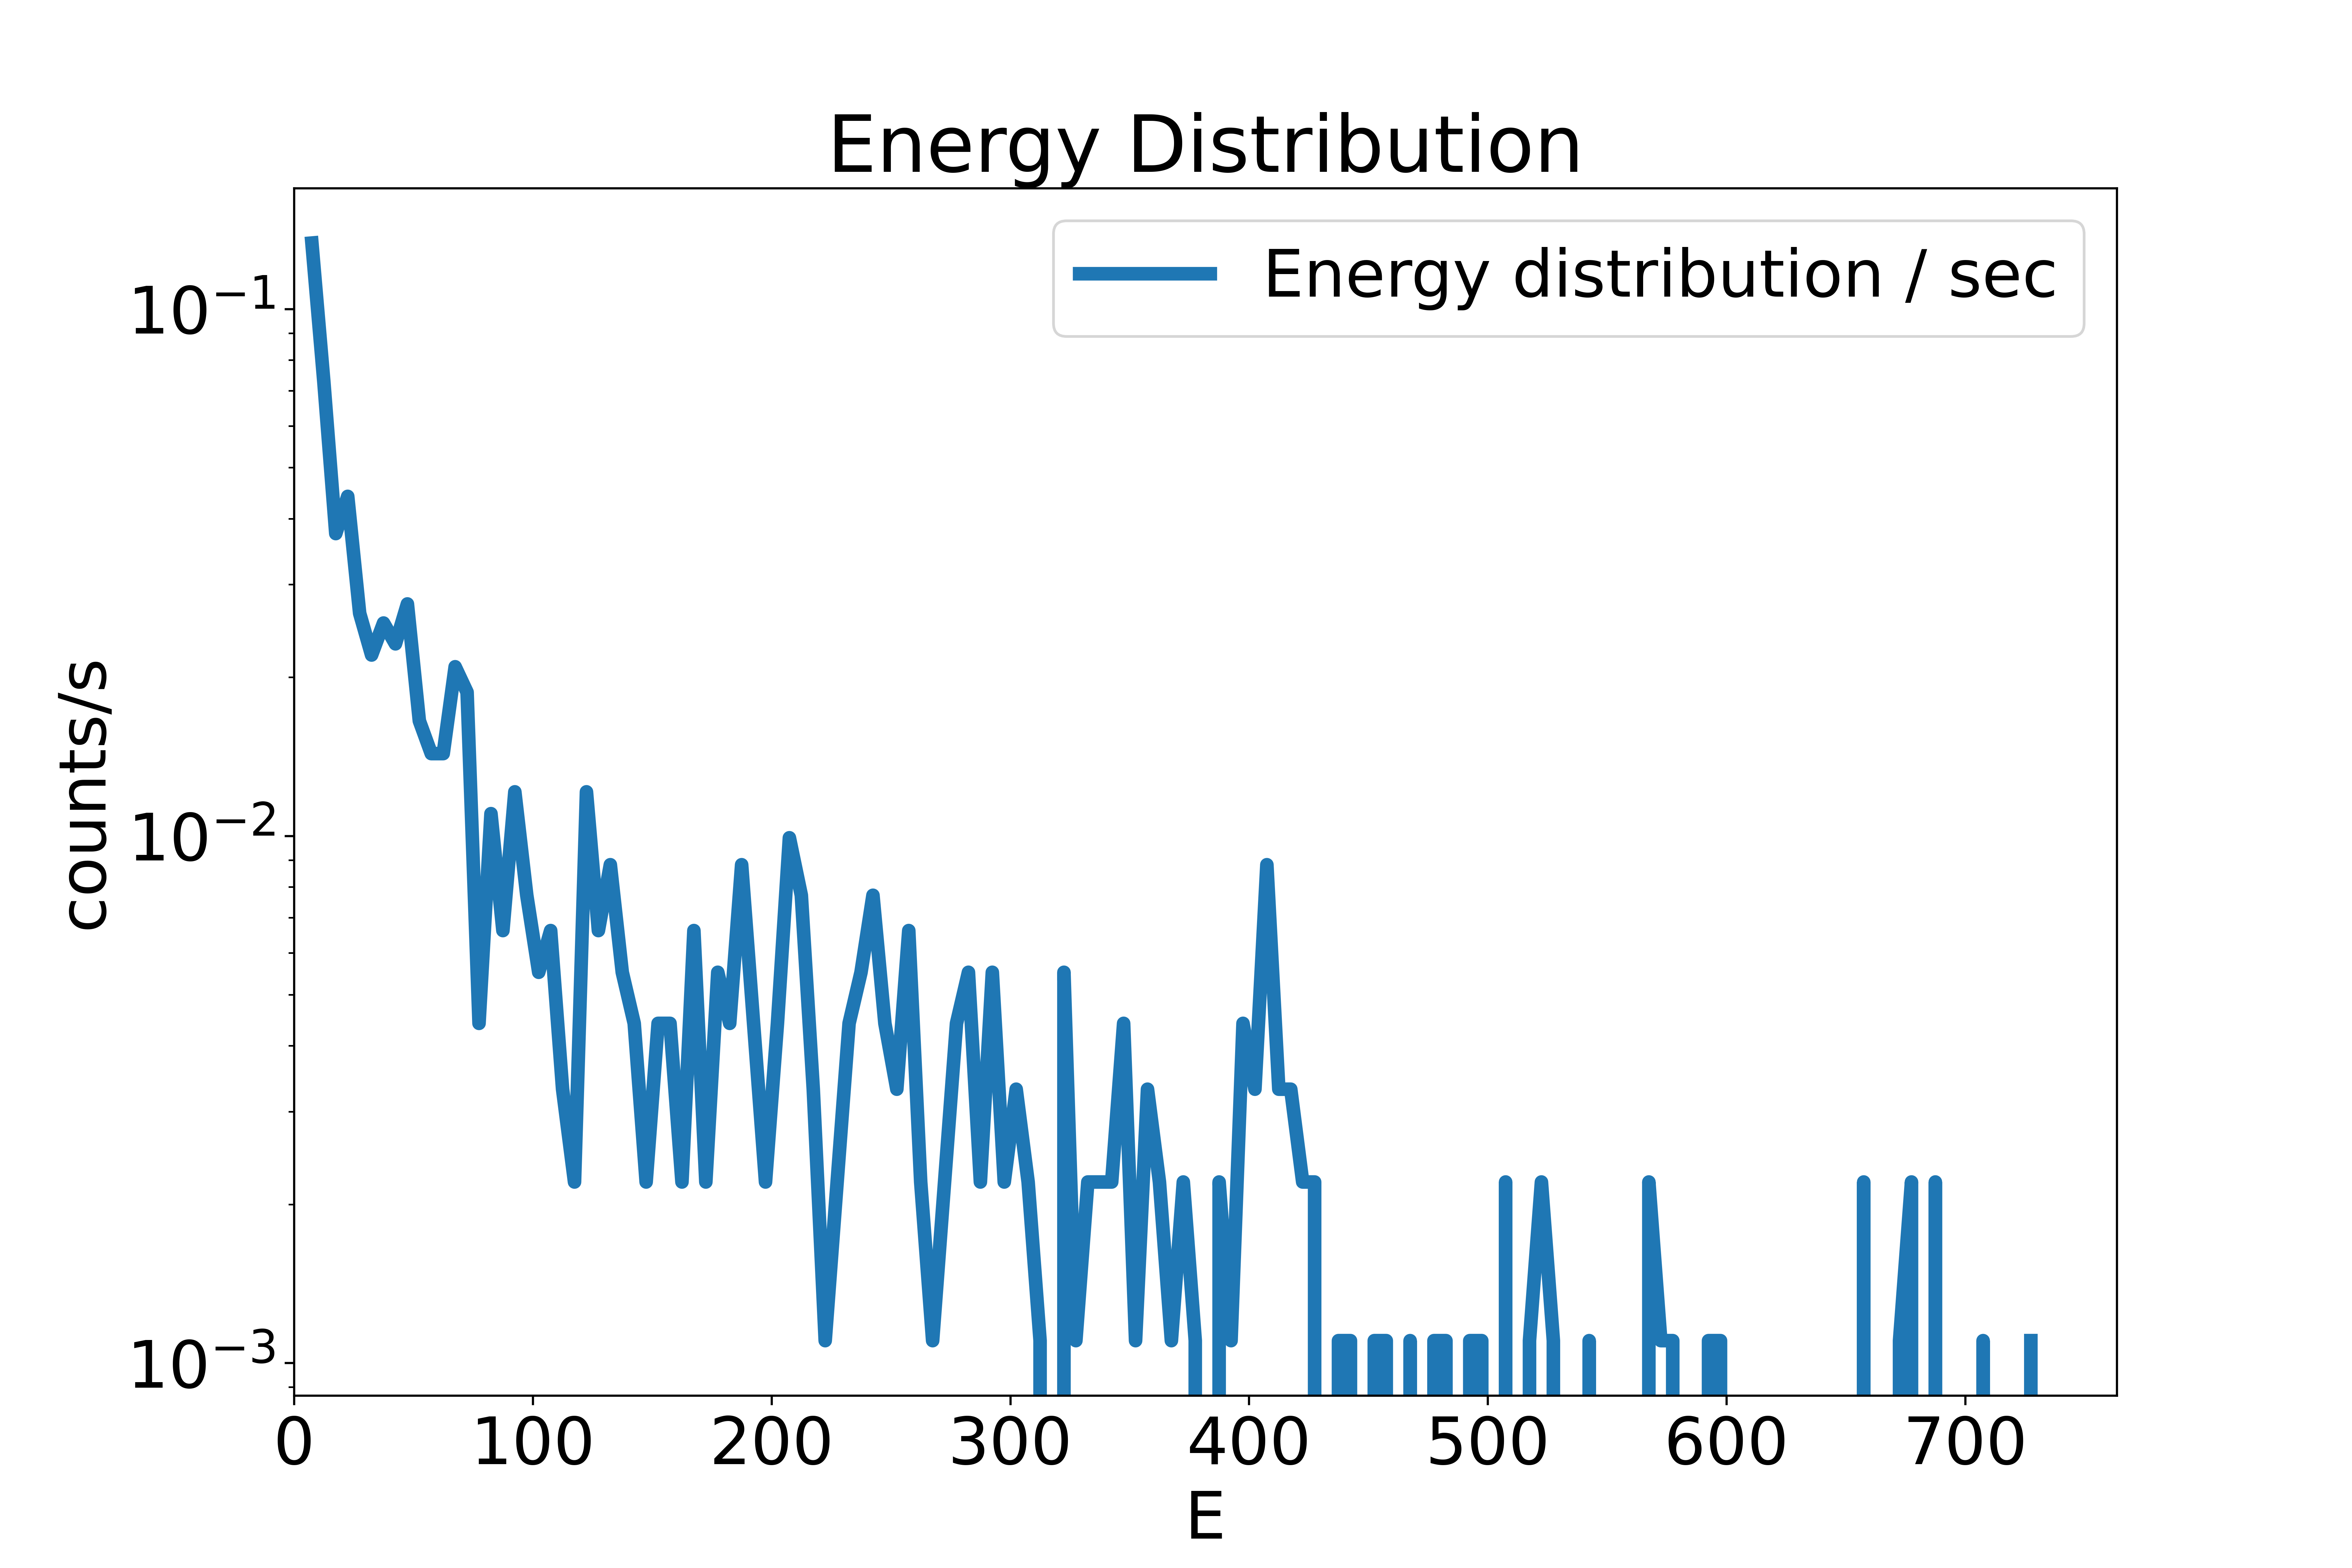 Energy Distribution
Energy distribution / sec
counts/s
10⁻¹
10⁻²
10⁻³
0 100 200 300 400 500 600 700
E